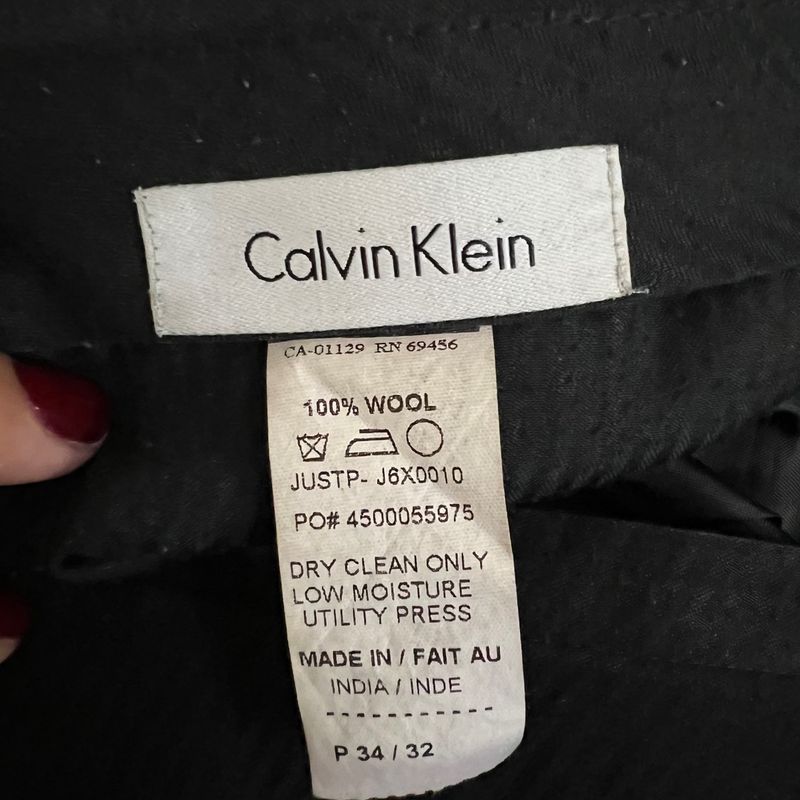 Calvin Klein
CA-01129 RN 69456
100% WOOL
JUSTP- J6X0010
PO# 4500055975
DRY CLEAN ONLY
LOW MOISTURE
UTILITY PRESS
MADE IN / FAIT AU
INDIA / INDE
------------
P 34 / 32